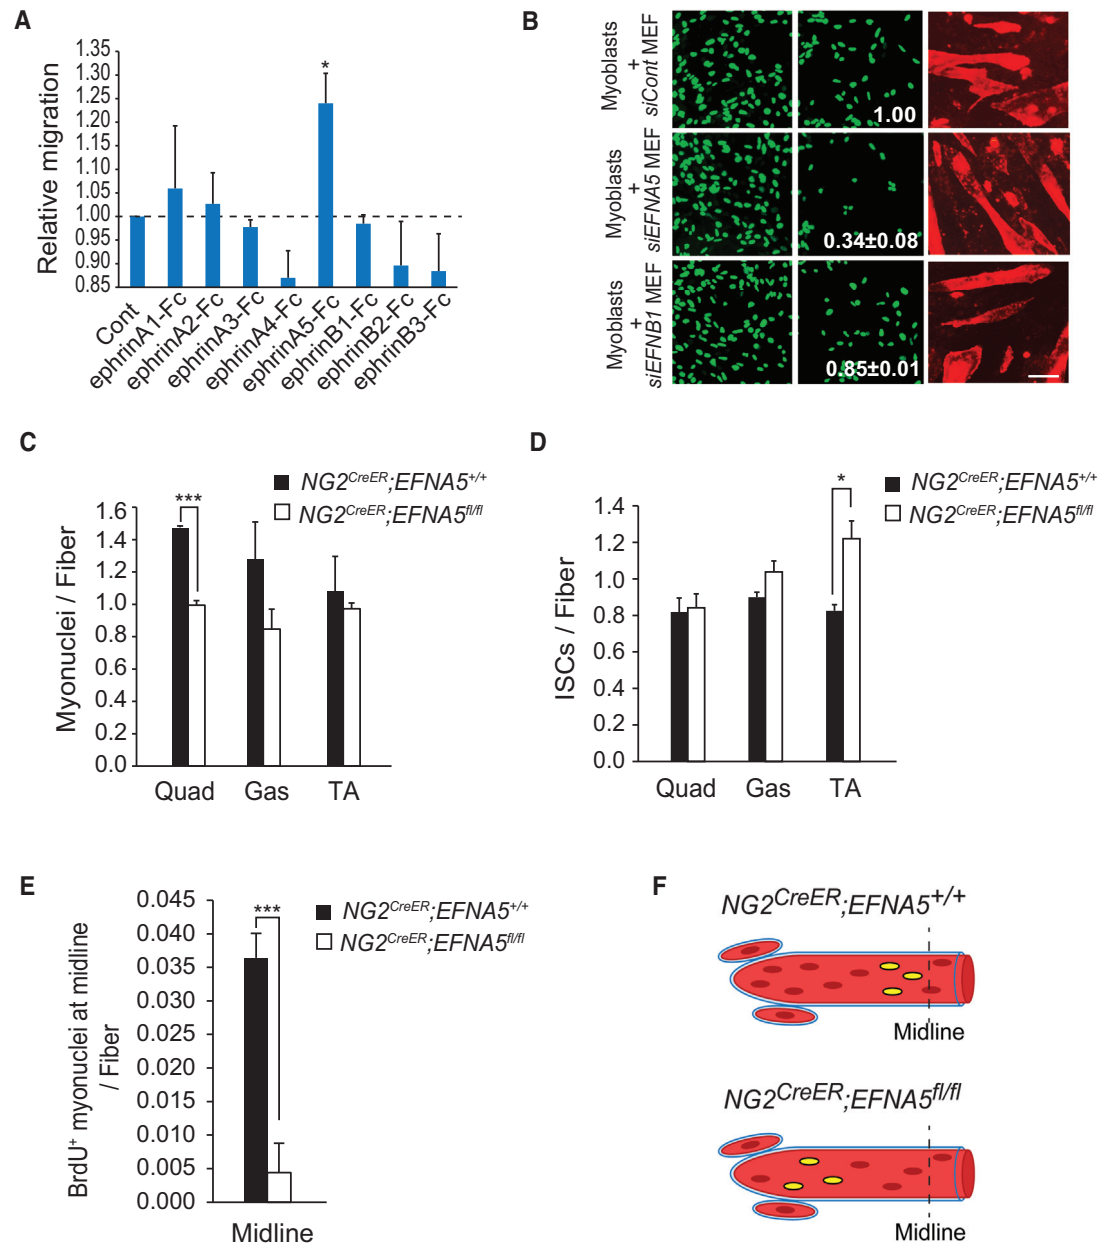 A
Relative migration
1.35
1.30
1.25
1.20
1.15
1.10
1.05
1.00
0.95
0.90
0.85
*
Cont
ephrinA1-Fc
ephrinA2-Fc
ephrinA3-Fc
ephrinA4-Fc
ephrinA5-Fc
ephrinB1-Fc
ephrinB2-Fc
ephrinB3-Fc
B
Myoblasts
+
siCont MEF
1.00
Myoblasts
+
siEFNA5 MEF
0.34±0.08
Myoblasts
+
siEFNB1 MEF
0.85±0.01
C
NG2CreER;EFNA5+/+
NG2CreER;EFNA5fl/fl
Myonuclei / Fiber
1.6
1.4
1.2
1.0
0.8
0.6
0.4
0.2
0.0
***
Quad Gas TA
D
NG2CreER;EFNA5+/+
NG2CreER;EFNA5fl/fl
ISCs / Fiber
1.4
1.2
1.0
0.8
0.6
0.4
0.2
0.0
*
Quad Gas TA
E
NG2CreER;EFNA5+/+
NG2CreER;EFNA5fl/fl
BrdU+ myonuclei at midline
/ Fiber
0.045
0.040
0.035
0.030
0.025
0.020
0.015
0.010
0.005
0.000
***
Midline
F
NG2CreER;EFNA5+/+
Midline
NG2CreER;EFNA5fl/fl
Midline